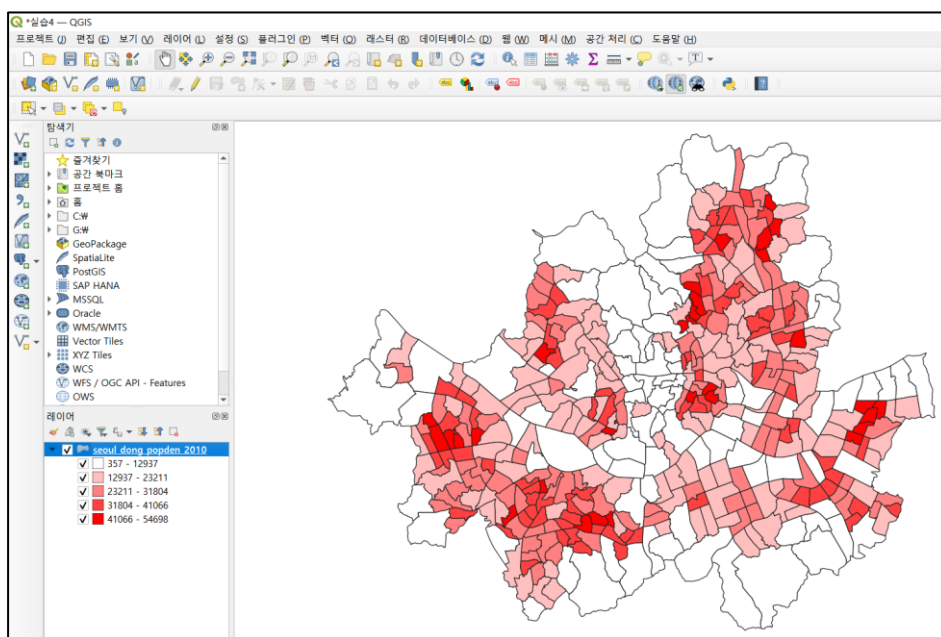 *실습4 — QGIS
프로젝트 (J) 편집 (E) 보기 (V) 레이어 (L) 설정 (S) 플러그인 (P) 벡터 (O) 래스터 (R) 데이터베이스 (D) 웹 (W) 메시 (M) 공간 처리 (C) 도움말 (H)
탐색기
즐겨찾기
공간 북마크
프로젝트 홈
홈
C:₩
G:₩
GeoPackage
SpatiaLite
PostGIS
SAP HANA
MSSQL
Oracle
WMS/WMTS
Vector Tiles
XYZ Tiles
WCS
WFS / OGC API - Features
OWS
레이어
seoul dong popden 2010
357 - 12937
12937 - 23211
23211 - 31804
31804 - 41066
41066 - 54698